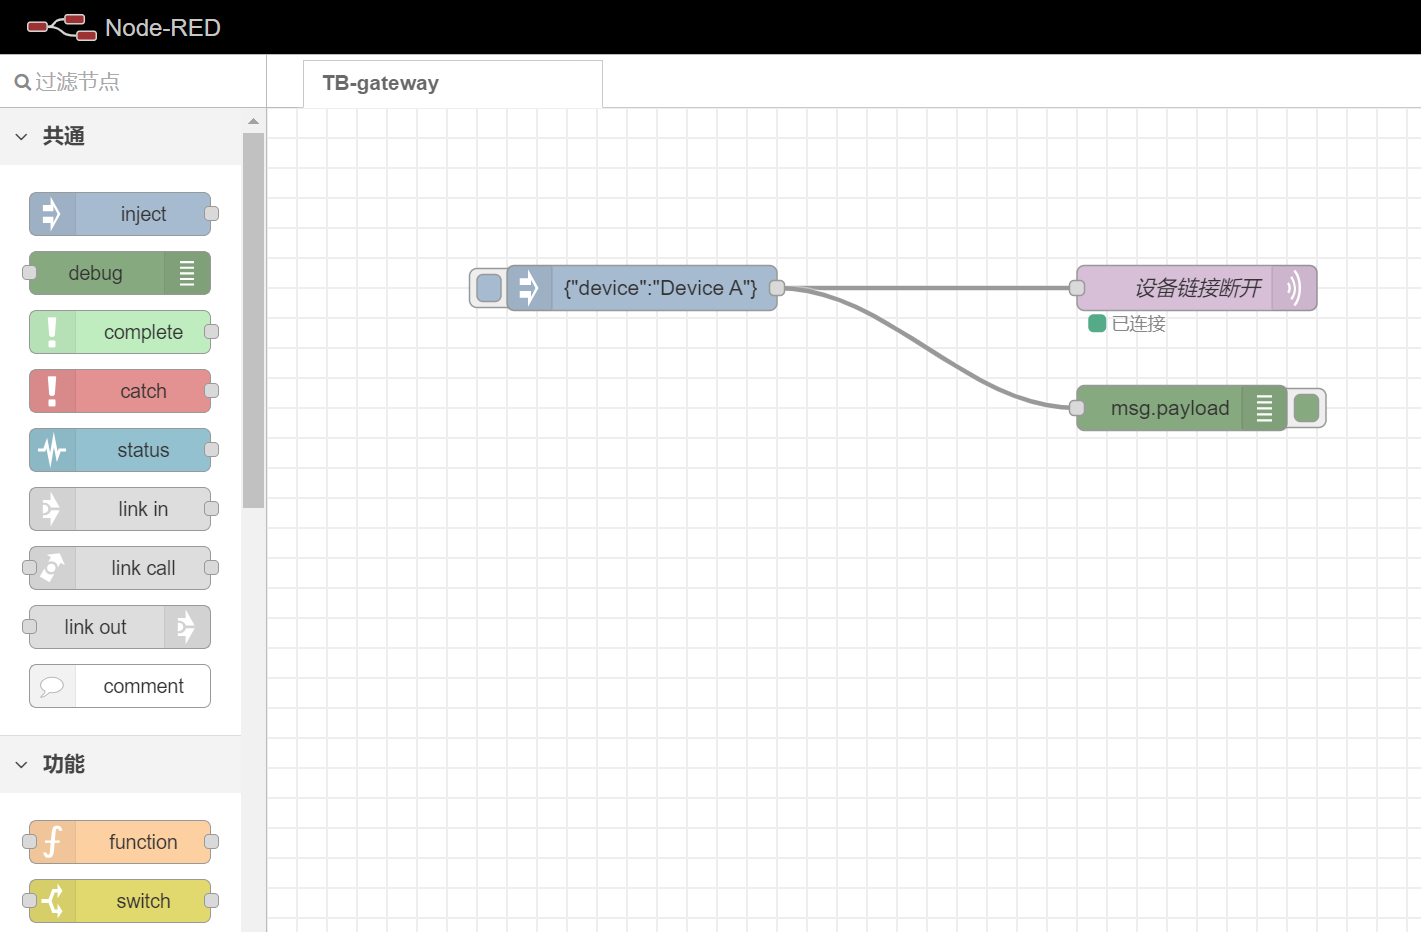 Node-RED
过滤节点
TB-gateway
共通
inject
debug
complete
catch
status
link in
link call
link out
comment
功能
function
switch
{"device":"Device A"}
设备链接断开
已连接
msg.payload